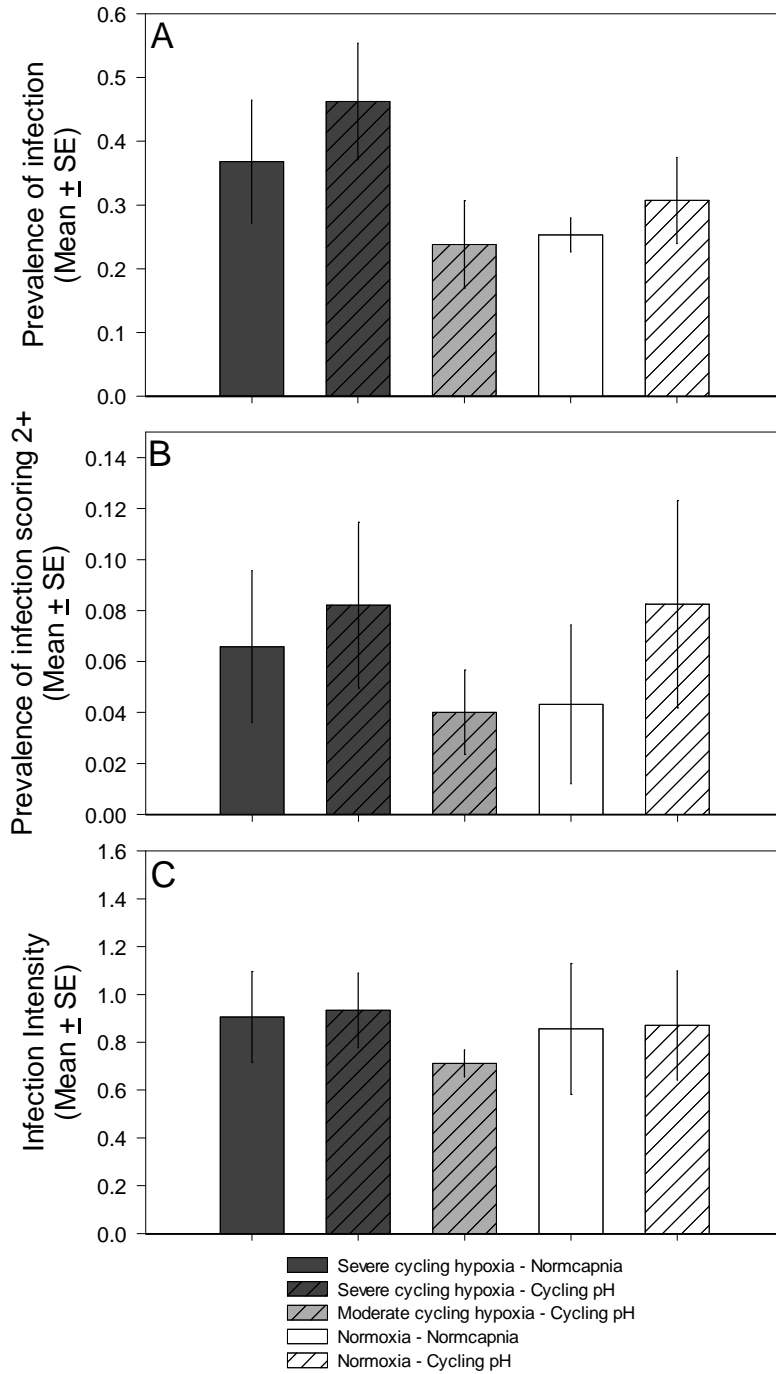 A
Prevalence of infection
(Mean ± SE)
0.6
0.5
0.4
0.3
0.2
0.1
0.0
B
Prevalence of infection scoring 2+
(Mean ± SE)
0.14
0.12
0.10
0.08
0.06
0.04
0.02
0.00
C
Infection Intensity
(Mean ± SE)
1.6
1.4
1.2
1.0
0.8
0.6
0.4
0.2
0.0
Severe cycling hypoxia - Normcapnia
Severe cycling hypoxia - Cycling pH
Moderate cycling hypoxia - Cycling pH
Normoxia - Normcapnia
Normoxia - Cycling pH